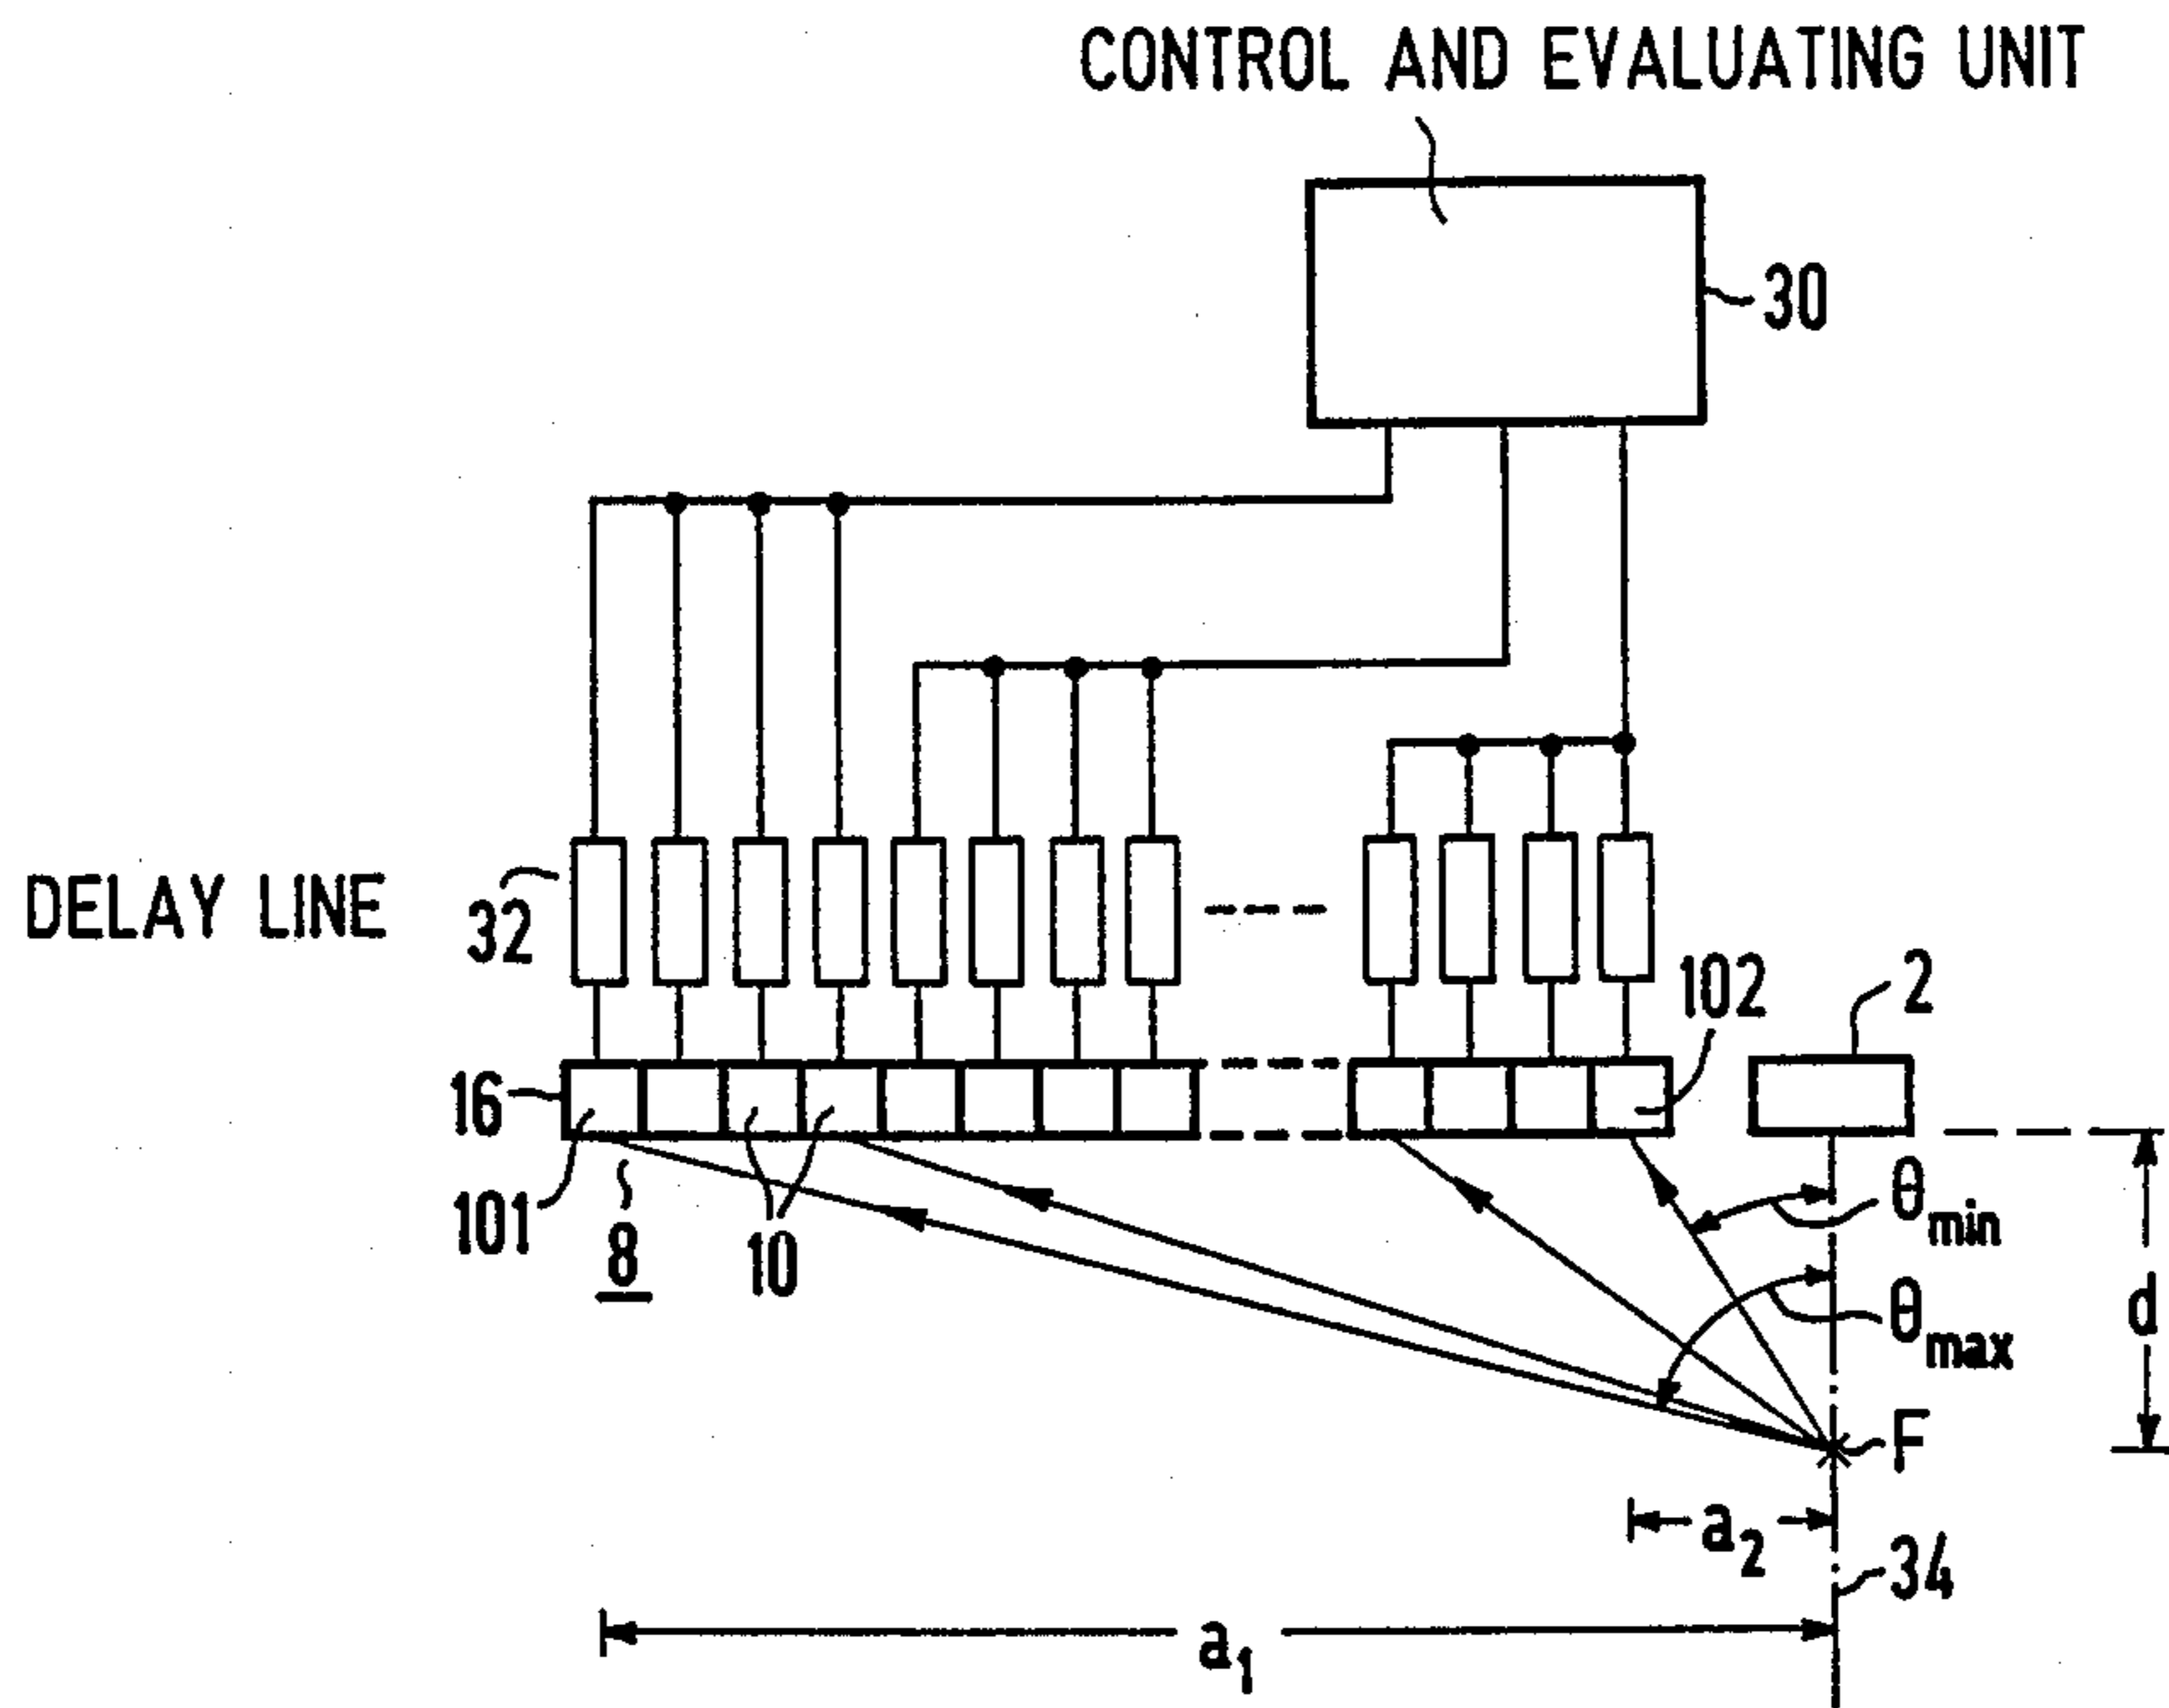 CONTROL AND EVALUATING UNIT
30
DELAY LINE
32
102
2
16
101
8
10
θmin
θmax
d
F
a2
34
a1